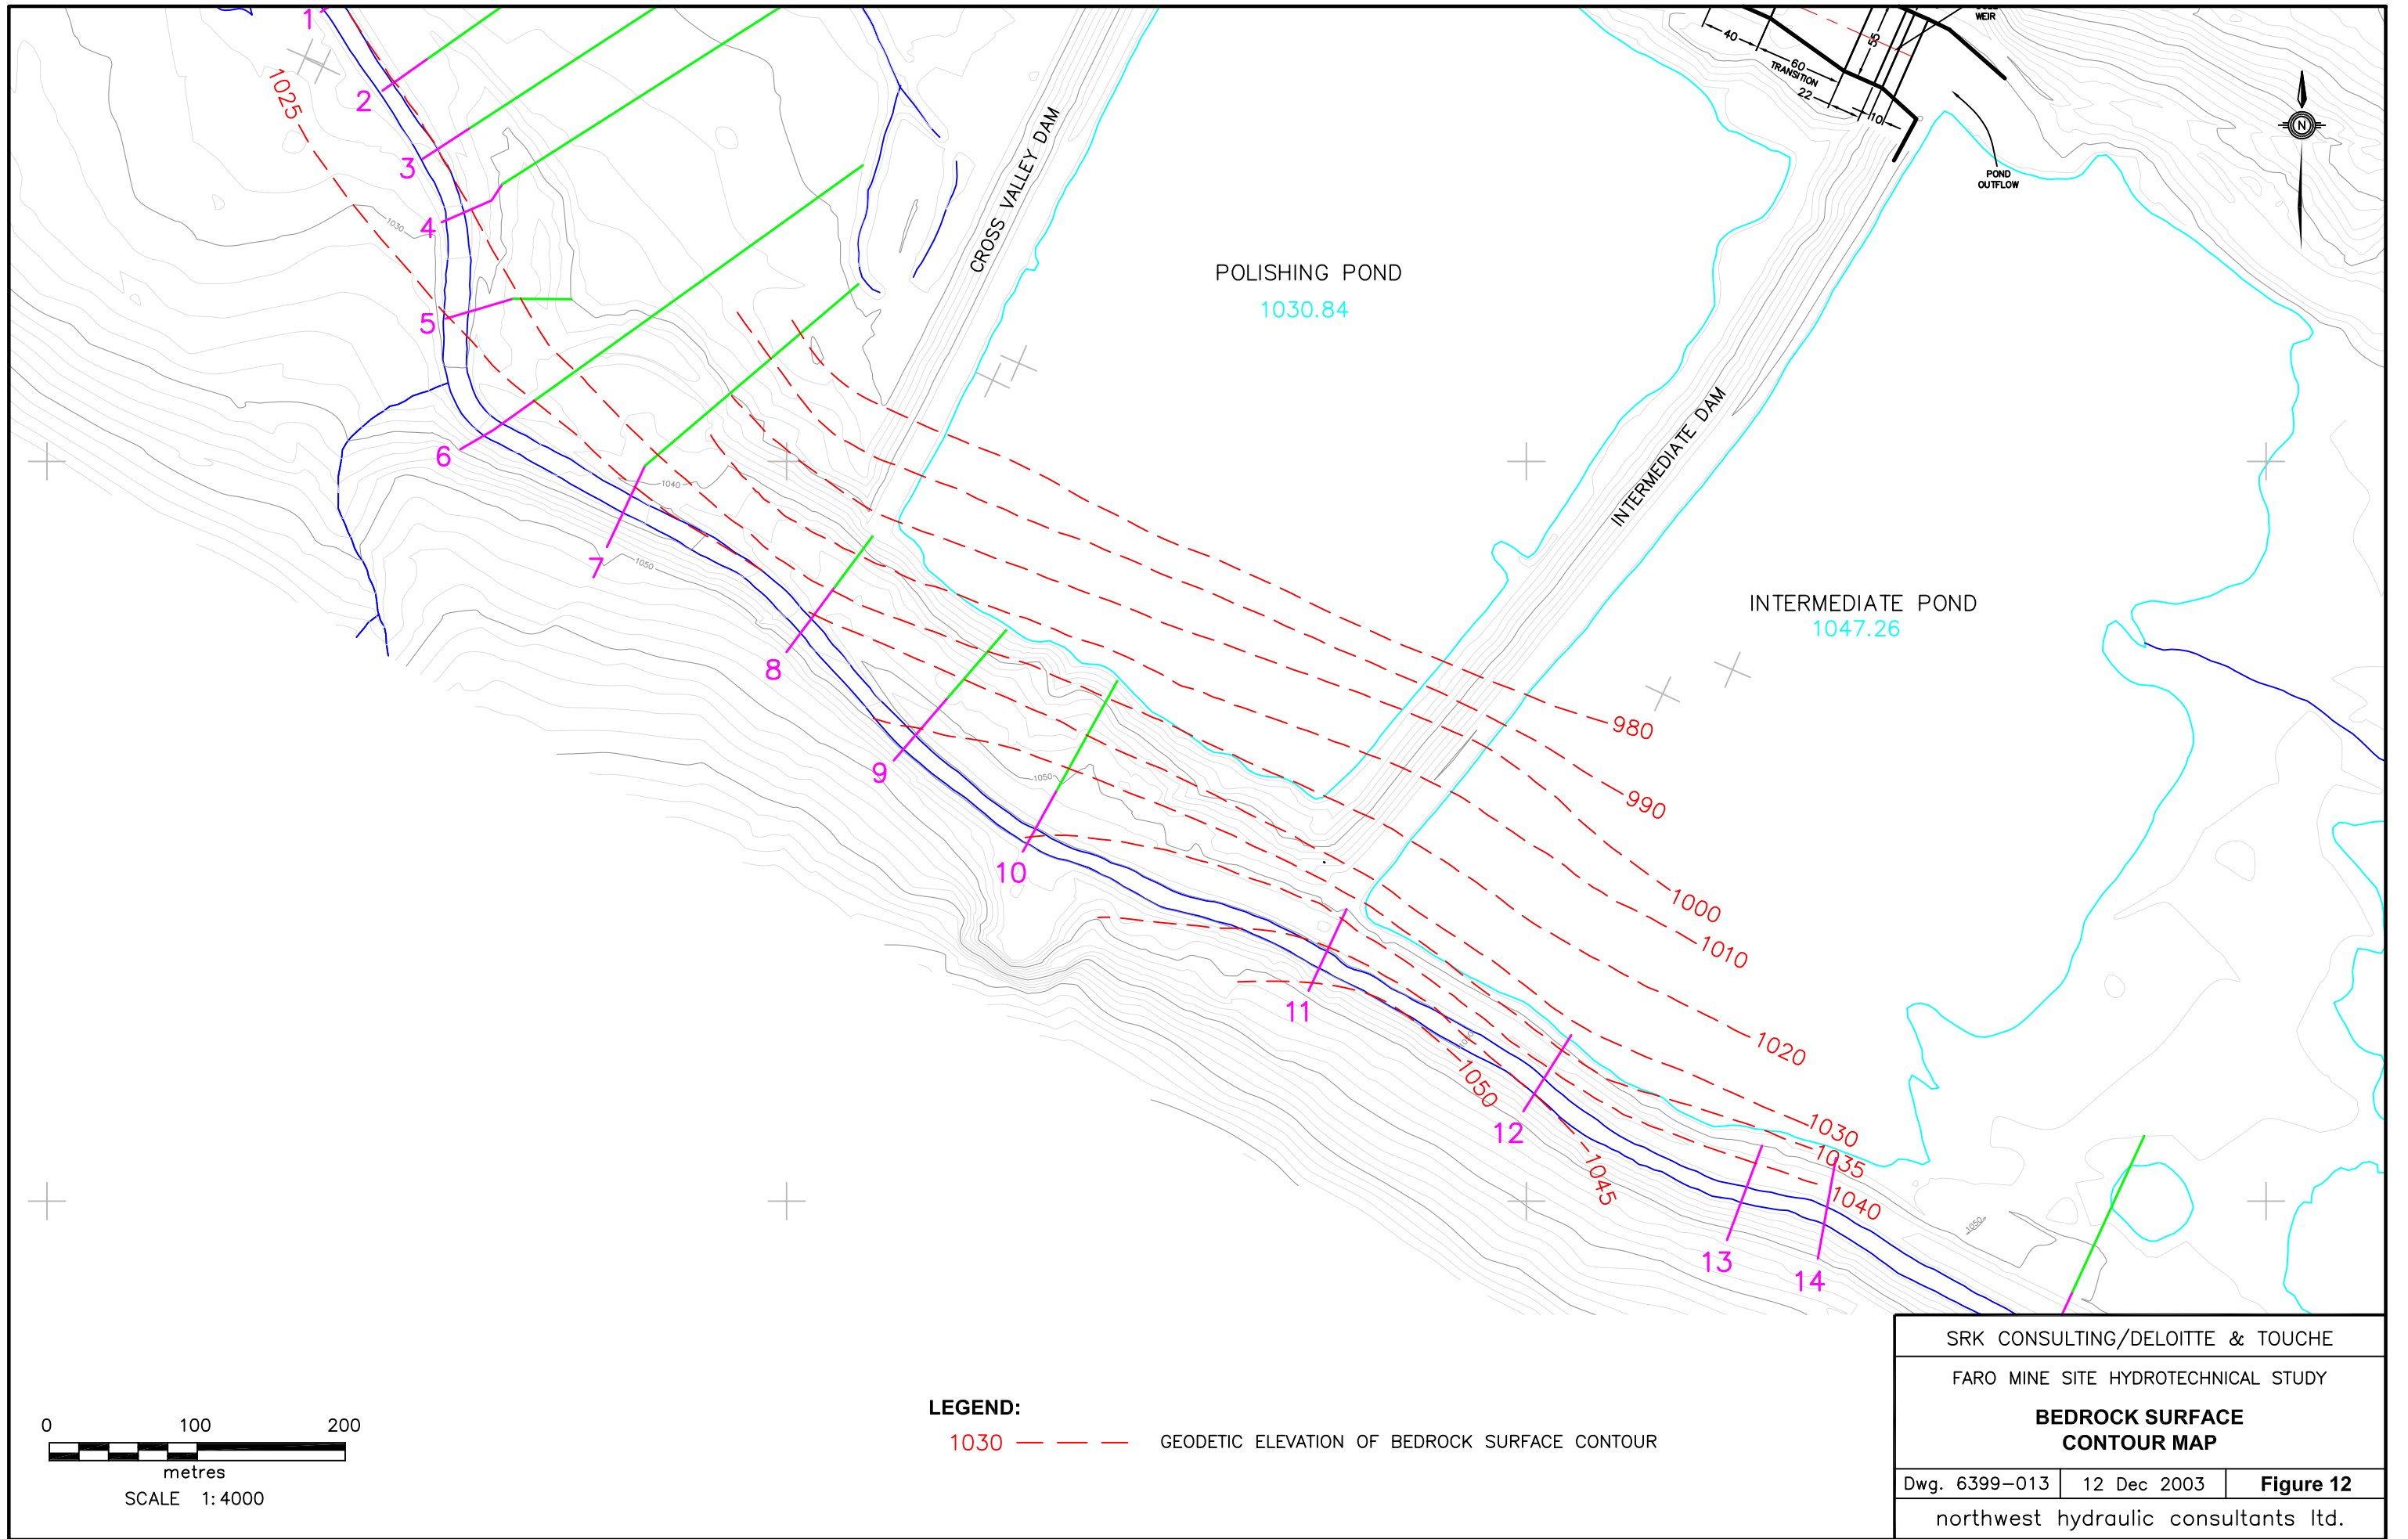 1
2
3
4
5
6
7
8
9
10
11
12
13
14
1025
1030
1040
1050
1050
1050
CROSS VALLEY DAM
POLISHING POND
1030.84
INTERMEDIATE DAM
INTERMEDIATE POND
1047.26
WEIR
40
60
TRANSITION
22
55
10
POND
OUTFLOW
N
980
990
1000
1010
1020
1030
1035
1040
1045
1050
0 100 200
metres
SCALE 1:4000
LEGEND:
1030 GEODETIC ELEVATION OF BEDROCK SURFACE CONTOUR
SRK CONSULTING/DELOITTE & TOUCHE
FARO MINE SITE HYDROTECHNICAL STUDY
BEDROCK SURFACE
CONTOUR MAP
Dwg. 6399-013 12 Dec 2003 Figure 12
northwest hydraulic consultants ltd.